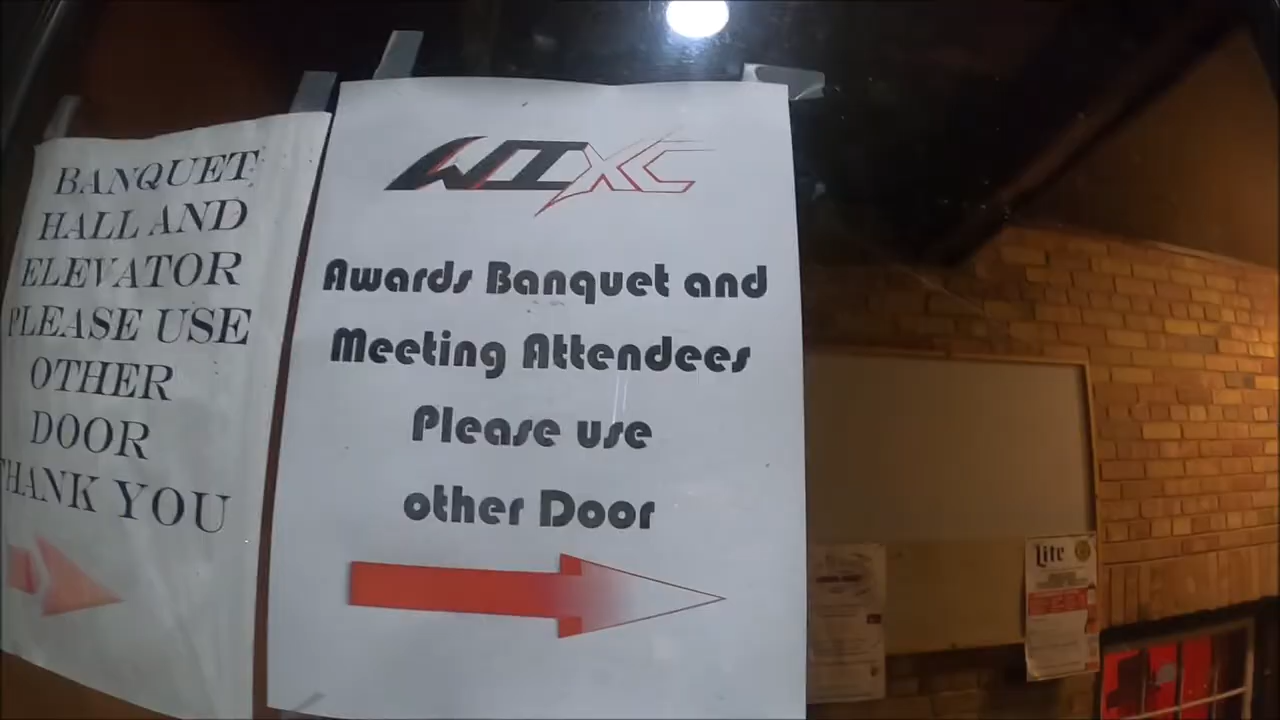 BANQUET
HALL AND
ELEVATOR
PLEASE USE
OTHER
DOOR
THANK YOU
WIXC
Awards Banquet and
Meeting Attendees
Please use
other Door
Lite